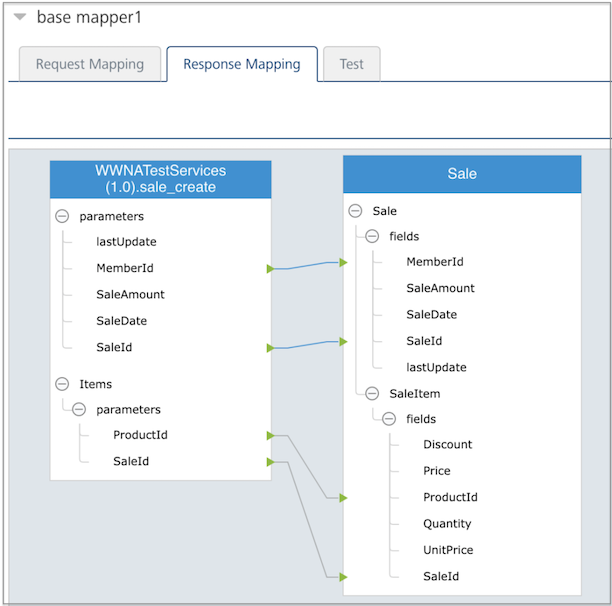 base mapper1
Request Mapping
Response Mapping
Test
WWNATestServices
(1.0).sale_create
parameters
lastUpdate
MemberId
SaleAmount
SaleDate
SaleId
Items
parameters
ProductId
SaleId
Sale
Sale
fields
MemberId
SaleAmount
SaleDate
SaleId
lastUpdate
SaleItem
fields
Discount
Price
ProductId
Quantity
UnitPrice
SaleId